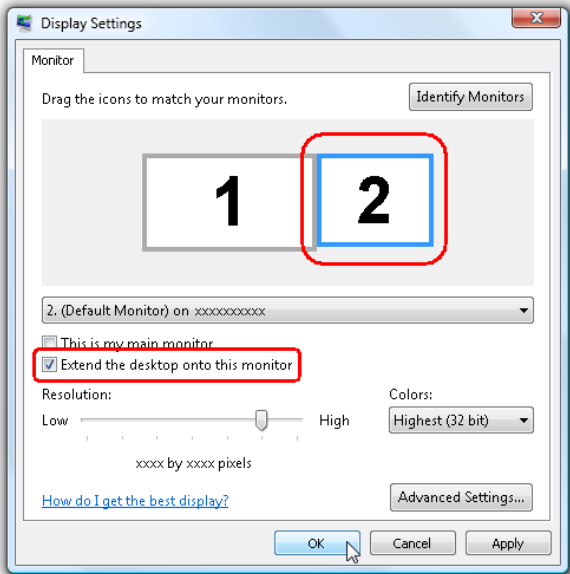 Display Settings
Monitor
Drag the icons to match your monitors.
Identify Monitors
1 2
2. (Default Monitor) on xxxxxxxxxx
This is my main monitor
Extend the desktop onto this monitor
Resolution: Colors:
Low High Highest (32 bit)
xxxx by xxxx pixels
How do I get the best display? Advanced Settings...
OK Cancel Apply